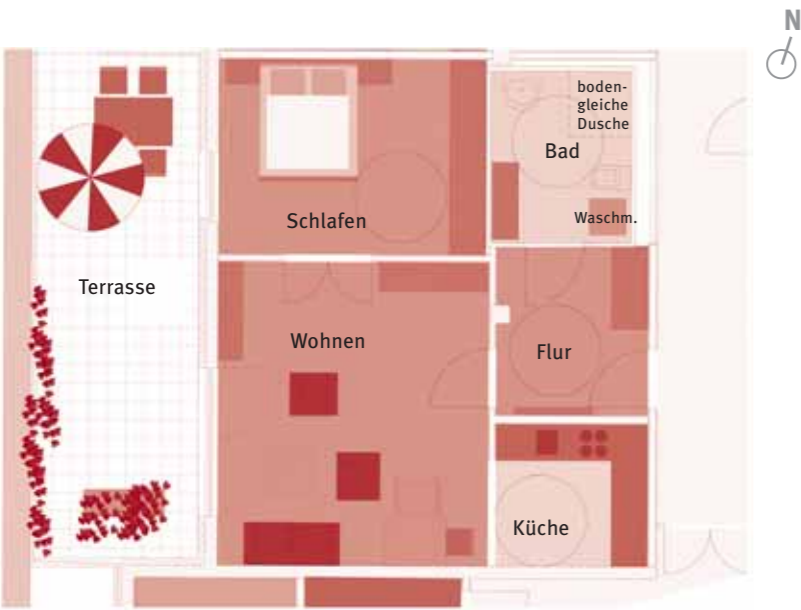 N
boden-
gleiche
Dusche
Bad
Schlafen
Waschm.
Terrasse
Wohnen
Flur
Küche